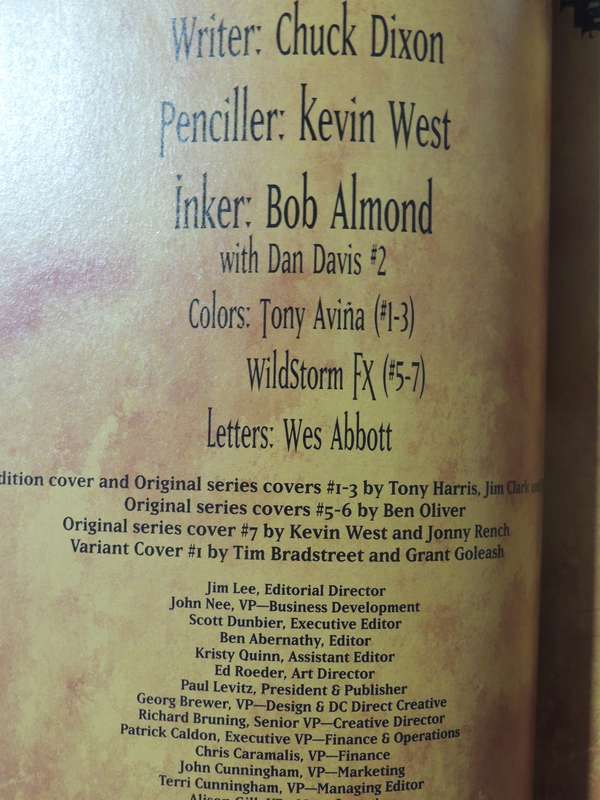 Writer: Chuck Dixon
Penciller: Kevin West
Inker: Bob Almond
with Dan Davis #2
Colors: Tony Aviña (#1-3)
WildStorm FX (#5-7)
Letters: Wes Abbott
cover and Original series covers #1-3 by Tony Harris, Jim Clark
Original series covers #5-6 by Ben Oliver
Original series cover #7 by Kevin West and Jonny Rench
Variant Cover #1 by Tim Bradstreet and Grant Goleash
Jim Lee, Editorial Director
John Nee, VP—Business Development
Scott Dunbier, Executive Editor
Ben Abernathy, Editor
Kristy Quinn, Assistant Editor
Ed Roeder, Art Director
Paul Levitz, President & Publisher
Georg Brewer, VP—Design & DC Direct Creative
Richard Bruning, Senior VP—Creative Director
Patrick Caldon, Executive VP—Finance & Operations
Chris Caramalis, VP—Finance
John Cunningham, VP—Marketing
Terri Cunningham, VP—Managing Editor